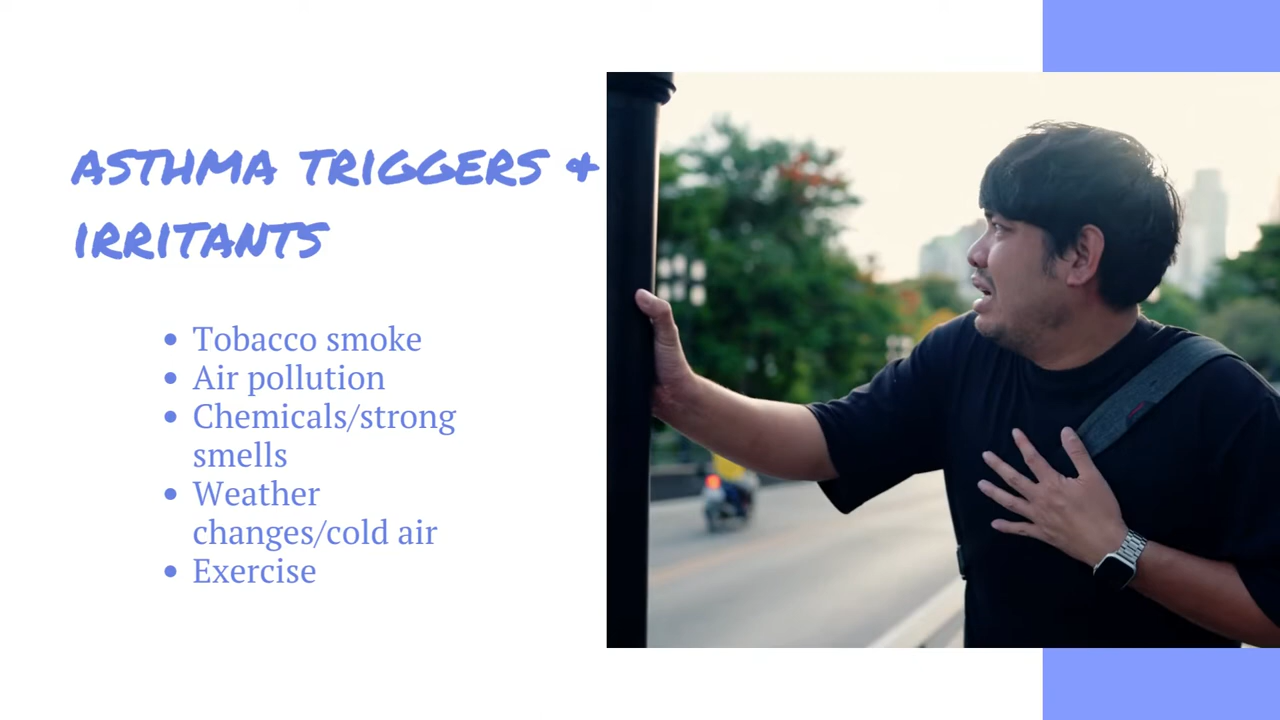 ASTHMA TRIGGERS &
IRRITANTS
• Tobacco smoke
• Air pollution
• Chemicals/strong
smells
• Weather
changes/cold air
• Exercise